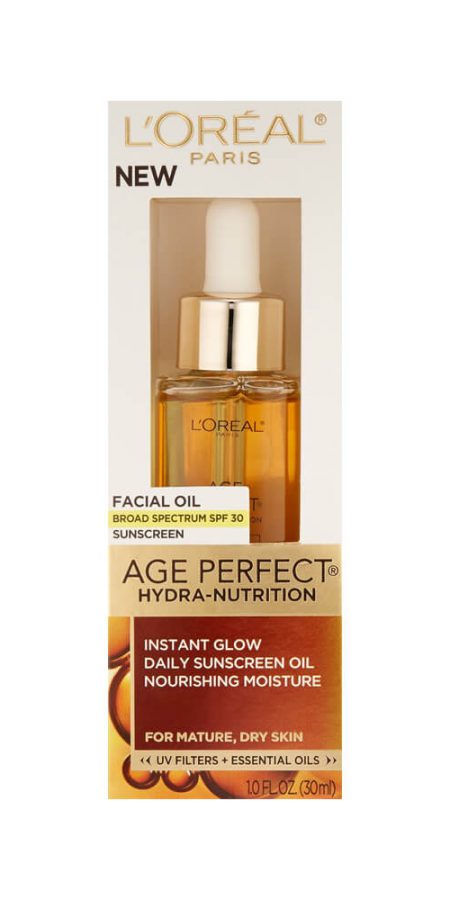 L'ORÉAL®
PARIS
NEW
L'ORÉAL®
PARIS
FACIAL OIL
BROAD SPECTRUM SPF 30
SUNSCREEN
AGE PERFECT®
HYDRA-NUTRITION
INSTANT GLOW
DAILY SUNSCREEN OIL
NOURISHING MOISTURE
FOR MATURE, DRY SKIN
‹‹ UV FILTERS + ESSENTIAL OILS ››
1.0 FL.OZ. (30ml)